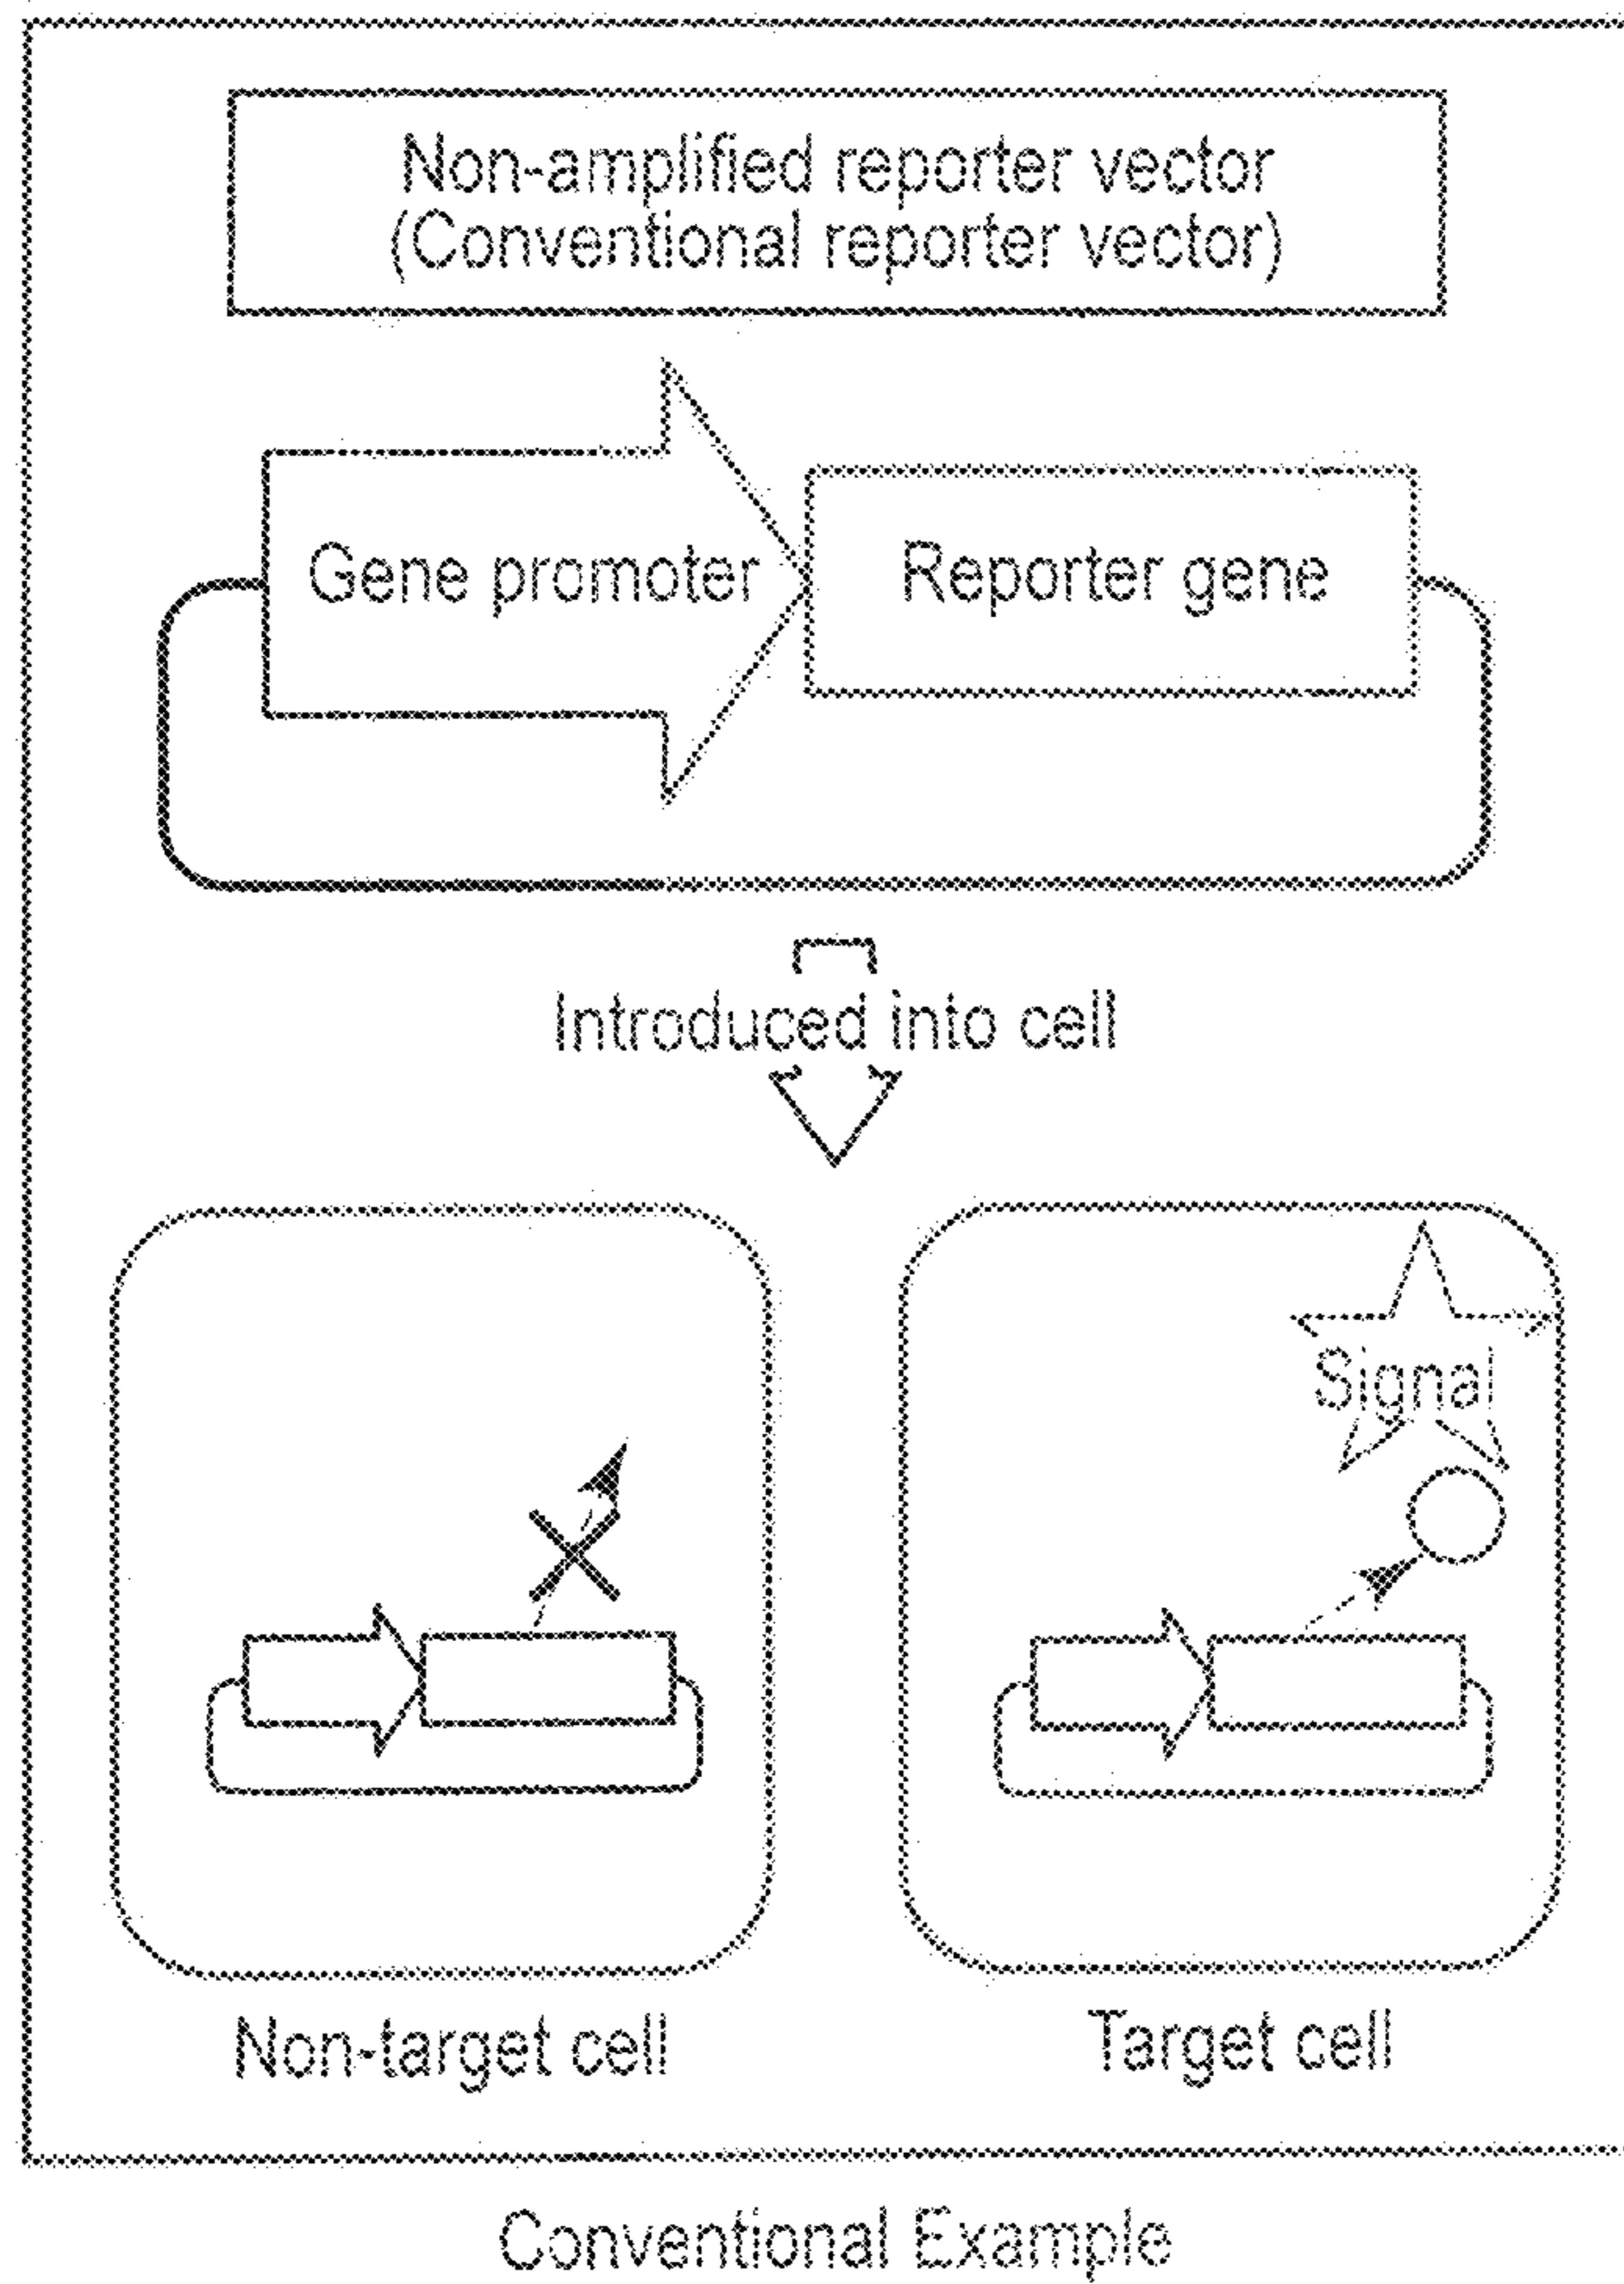 Non-amplified reporter vector
(Conventional reporter vector)
Gene promoter
Reporter gene
Introduced into cell
Signal
Non-target cell
Target cell
Conventional Example